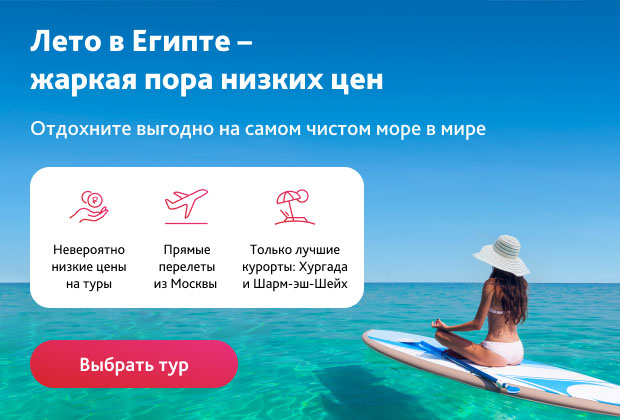 Лето в Египте –
жаркая пора низких цен
Отдохните выгодно на самом чистом море в мире
Невероятно
низкие цены
на туры
Прямые
перелеты
из Москвы
Только лучшие
курорты: Хургада
и Шарм-эш-Шейх
Выбрать тур